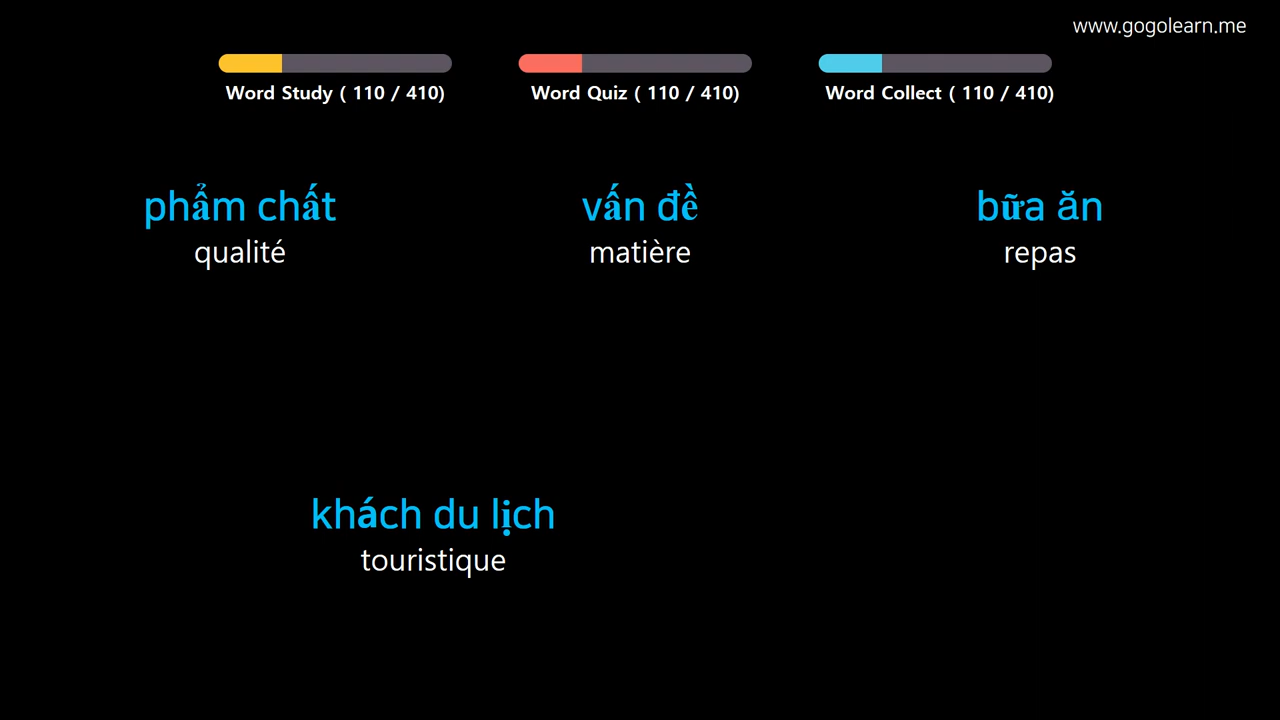 www.gogolearn.me
Word Study ( 110 / 410)
Word Quiz ( 110 / 410)
Word Collect ( 110 / 410)
phẩm chất
qualité
vấn đề
matière
bữa ăn
repas
khách du lịch
touristique